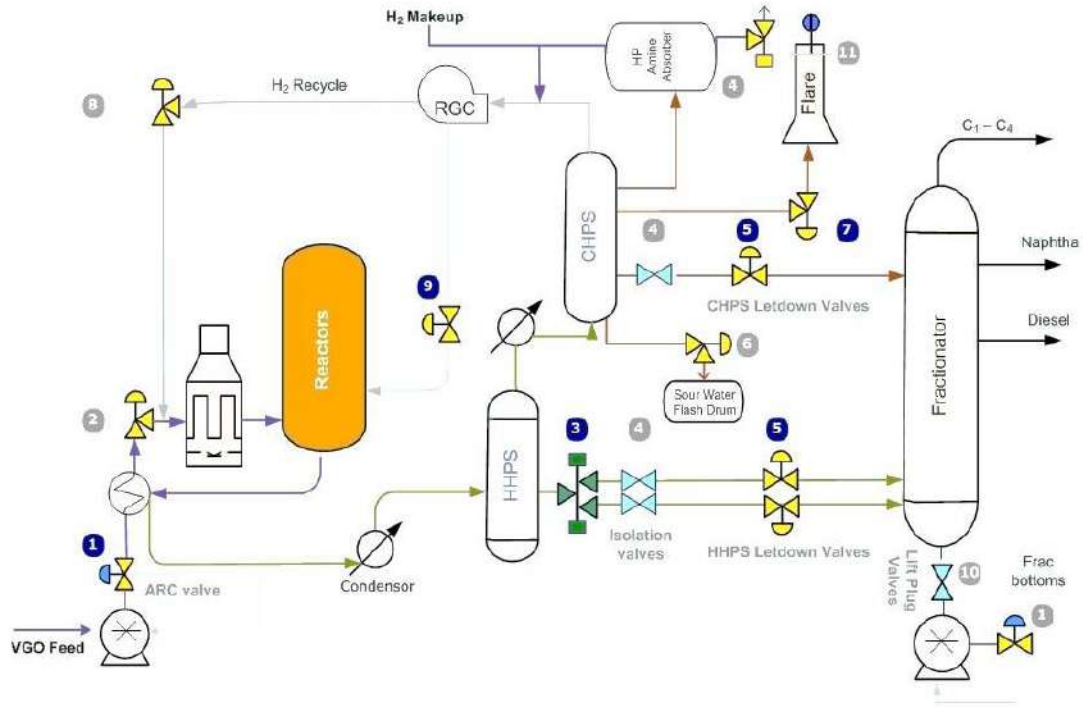 H2 Makeup
HP
Amine
Absorber
4
11
Flare
8
H2 Recycle
RGC
C1 – C4
CHPS
4
5
7
Naphtha
9
CHPS Letdown Valves
Diesel
Reactors
6
Sour Water
Flash Drum
Fractionator
2
HHPS
3
4
5
1
Isolation
valves
HHPS Letdown Valves
Lift Plug
Valves
10
Frac
bottoms
ARC valve
Condensor
1
VGO Feed